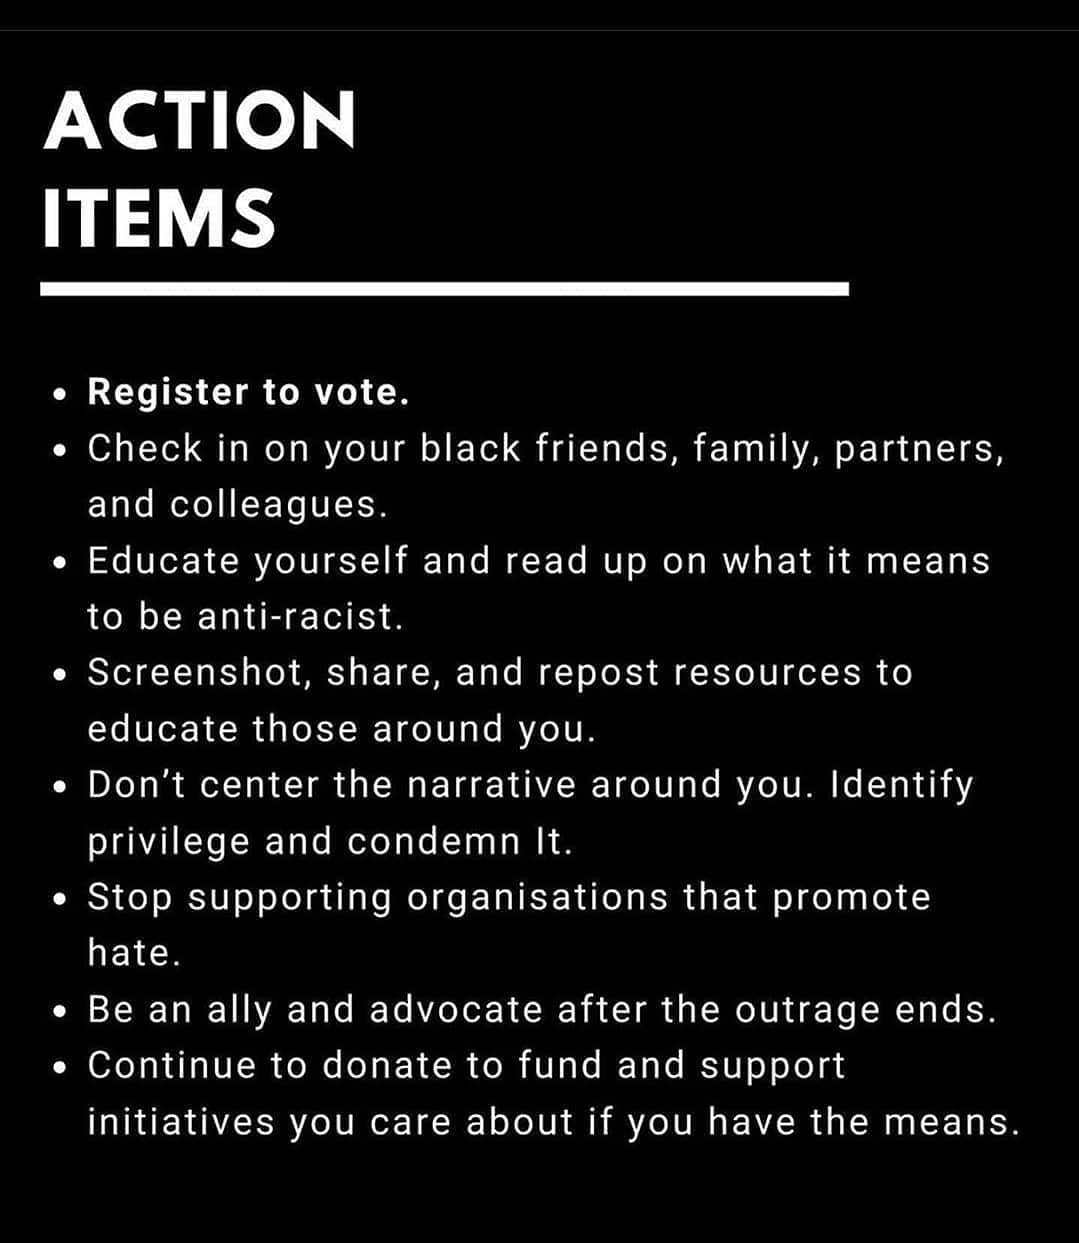 ACTION
ITEMS
• Register to vote.
• Check in on your black friends, family, partners,
and colleagues.
• Educate yourself and read up on what it means
to be anti-racist.
• Screenshot, share, and repost resources to
educate those around you.
• Don’t center the narrative around you. Identify
privilege and condemn It.
• Stop supporting organisations that promote
hate.
• Be an ally and advocate after the outrage ends.
• Continue to donate to fund and support
initiatives you care about if you have the means.